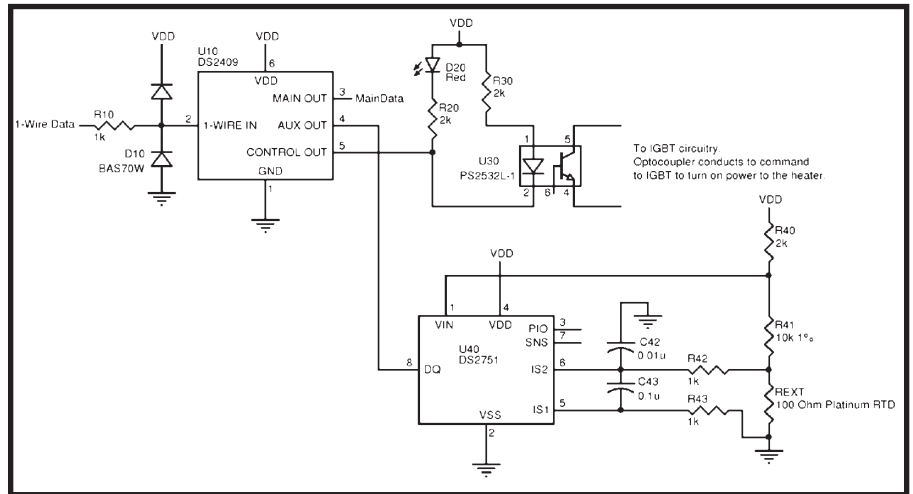 VDD
VDD
VDD
U10
DS2409
6
VDD
D20
Red
R30
2k
MAIN OUT
3
MainData
R10
1-Wire Data
2
1-WIRE IN
AUX OUT
4
R20
2k
1k
1
5
D10
BAS70W
CONTROL OUT
5
GND
1
U30
PS2532L-1
2
6
4
To IGBT circuitry.
Optocoupler conducts to command
to IGBT to turn on power to the heater.
VDD
R40
2k
VDD
1
4
VIN
VDD
PIO
3
SNS
7
R41
10k 1%
U40
DS2751
C42
0.01u
R42
8
DQ
IS2
6
1k
C43
0.1u
REXT
100 Ohm Platinum RTD
R43
IS1
5
1k
VSS
2